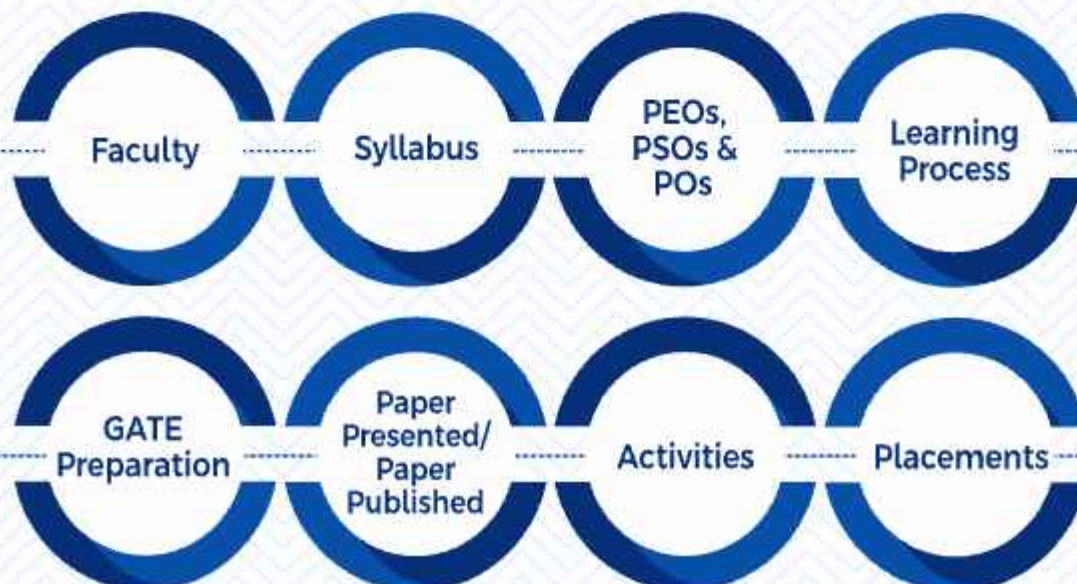 Faculty
Syllabus
PEOs,
PSOs &
POs
Learning
Process
GATE
Preparation
Paper
Presented/
Paper
Published
Activities
Placements